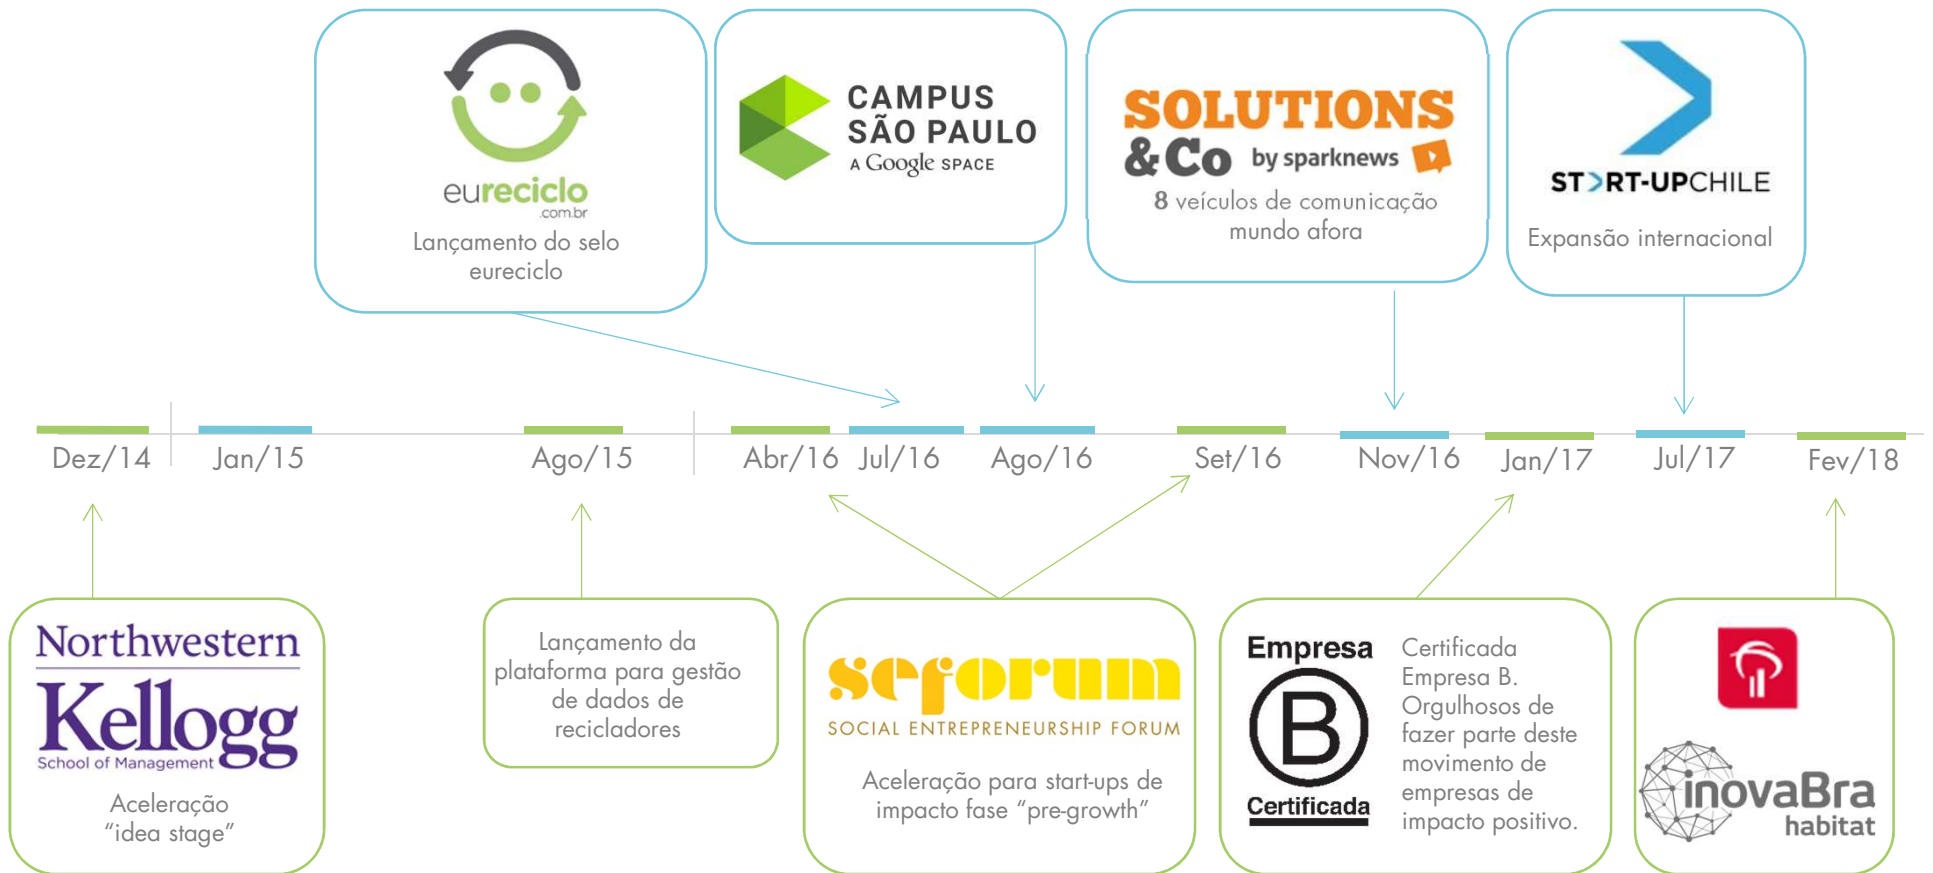 eureciclo
.com.br
Lançamento do selo
eureciclo
CAMPUS
SÃO PAULO
A Google SPACE
SOLUTIONS
&Co by sparknews
8 veículos de comunicação
mundo afora
START-UPCHILE
Expansão internacional
Dez/14
Jan/15
Ago/15
Abr/16
Jul/16
Ago/16
Set/16
Nov/16
Jan/17
Jul/17
Fev/18
Northwestern
Kellogg
School of Management
Aceleração
“idea stage”
Lançamento da
plataforma para gestão
de dados de
recicladores
seforum
SOCIAL ENTREPRENEURSHIP FORUM
Aceleração para start-ups de
impacto fase “pre-growth”
Empresa
B
Certificada
Certificada
Empresa B.
Orgulhosos de
fazer parte deste
movimento de
empresas de
impacto positivo.
inovaBra
habitat